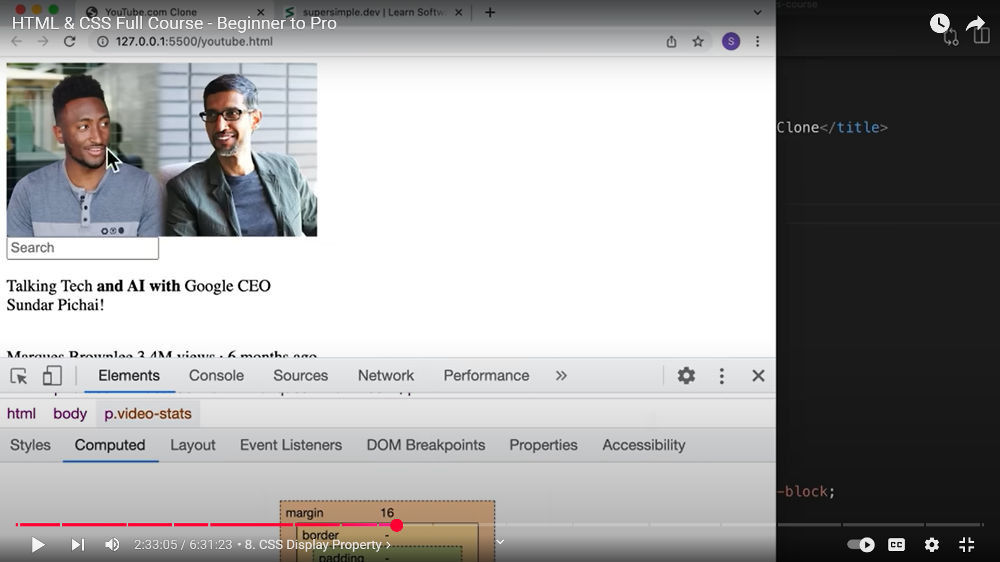 YouTube.com Clone
supersimple.dev | Learn Softw
s-course
HTML & CSS Full Course - Beginner to Pro
127.0.0.1:5500/youtube.html
S
Clone</title>
Search
Talking Tech and AI with Google CEO
Sundar Pichai!
Marques Brownlee 3.4M views · 6 months ago
Elements Console Sources Network Performance »
html body p.video-stats
Styles Computed Layout Event Listeners DOM Breakpoints Properties Accessibility
-block;
margin 16
border -
2:33:05 / 6:31:23 • 8. CSS Display Property >
CC
padding -